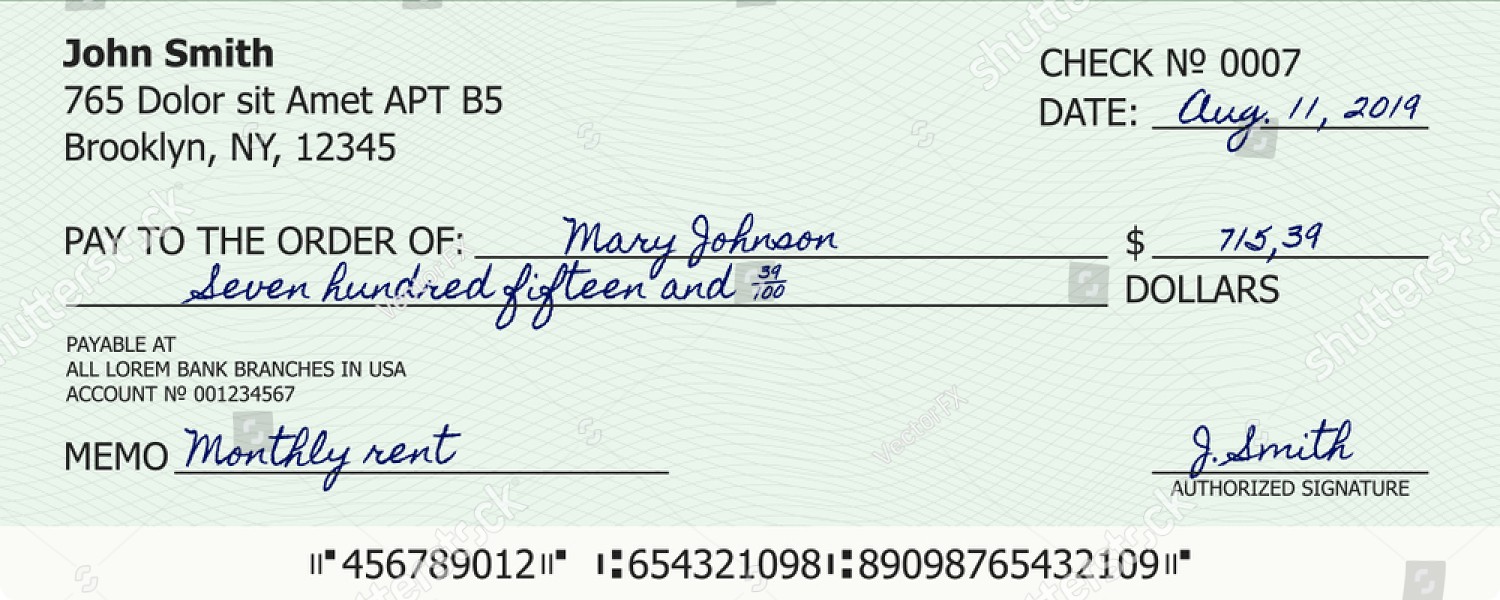 John Smith
CHECK № 0007
765 Dolor sit Amet APT B5
DATE: Aug. 11, 2019
Brooklyn, NY, 12345
PAY TO THE ORDER OF: Mary Johnson $ 715,39
Seven hundred fifteen and 39/100 DOLLARS
PAYABLE AT
ALL LOREM BANK BRANCHES IN USA
ACCOUNT № 001234567
MEMO Monthly rent
J. Smith
AUTHORIZED SIGNATURE
⑈456789012⑈ ⑆654321098⑆89098765432109⑈
shutterstock
VectorFX